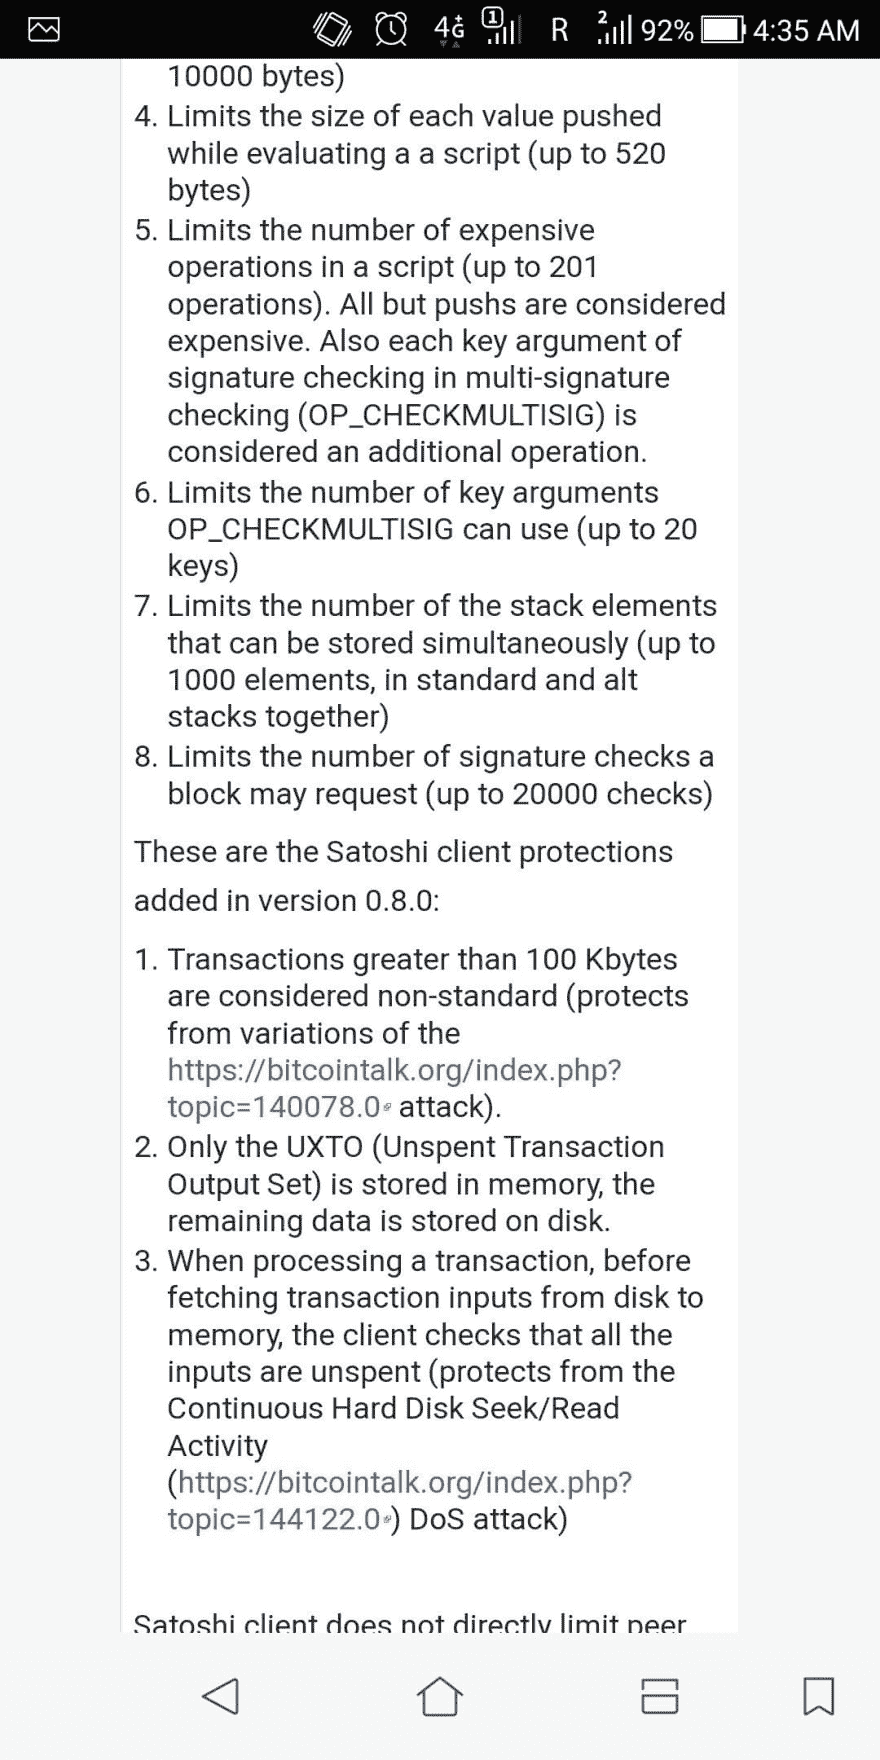 4G 1 R 2 92% 4:35 AM
10000 bytes)
4. Limits the size of each value pushed
while evaluating a a script (up to 520
bytes)
5. Limits the number of expensive
operations in a script (up to 201
operations). All but pushs are considered
expensive. Also each key argument of
signature checking in multi-signature
checking (OP_CHECKMULTISIG) is
considered an additional operation.
6. Limits the number of key arguments
OP_CHECKMULTISIG can use (up to 20
keys)
7. Limits the number of the stack elements
that can be stored simultaneously (up to
1000 elements, in standard and alt
stacks together)
8. Limits the number of signature checks a
block may request (up to 20000 checks)
These are the Satoshi client protections
added in version 0.8.0:
1. Transactions greater than 100 Kbytes
are considered non-standard (protects
from variations of the
https://bitcointalk.org/index.php?
topic=140078.0 attack).
2. Only the UXTO (Unspent Transaction
Output Set) is stored in memory, the
remaining data is stored on disk.
3. When processing a transaction, before
fetching transaction inputs from disk to
memory, the client checks that all the
inputs are unspent (protects from the
Continuous Hard Disk Seek/Read
Activity
(https://bitcointalk.org/index.php?
topic=144122.0) DoS attack)
Satoshi client does not directly limit peer